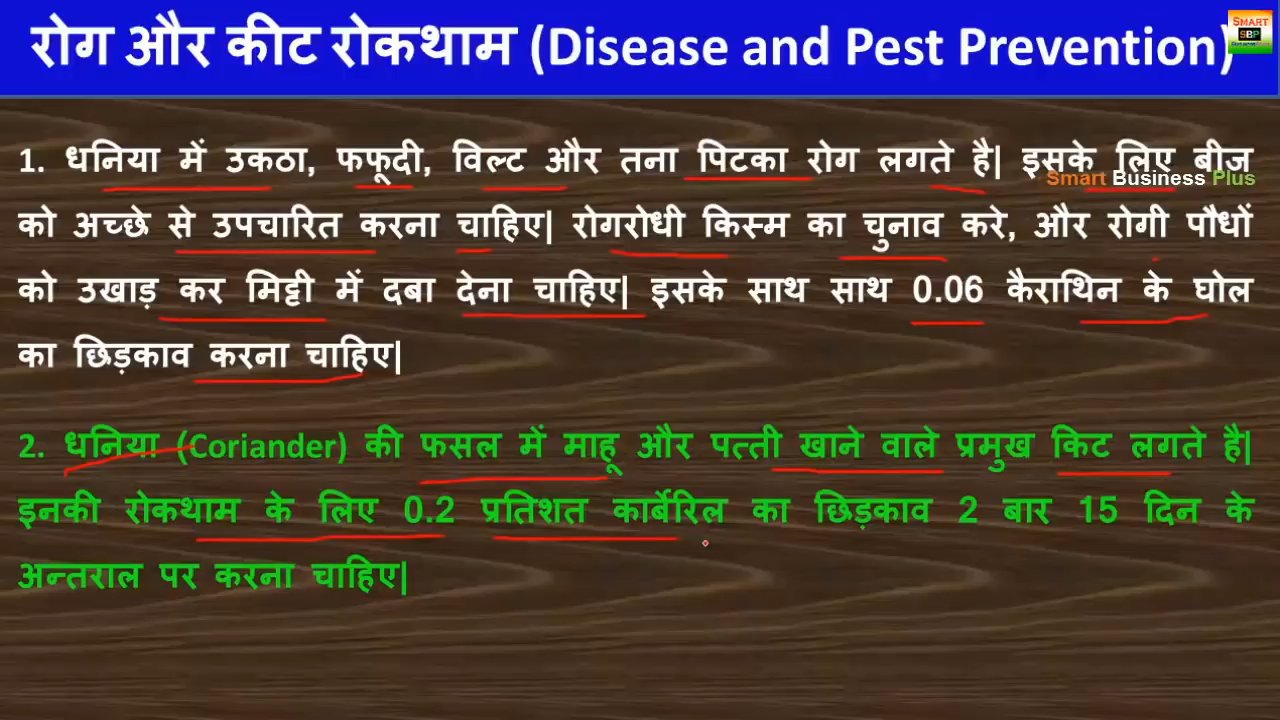 रोग और कीट रोकथाम (Disease and Pest Prevention)
SMART
SBP
1. धनिया में उकठा, फफूदी, विल्ट और तना पिटका रोग लगते है| इसके लिए बीज
Smart Business Plus
को अच्छे से उपचारित करना चाहिए| रोगरोधी किस्म का चुनाव करे, और रोगी पौधों
को उखाड़ कर मिट्टी में दबा देना चाहिए| इसके साथ साथ 0.06 कैराथिन के घोल
का छिड़काव करना चाहिए|
2. धनिया (Coriander) की फसल में माहू और पत्ती खाने वाले प्रमुख किट लगते है|
इनकी रोकथाम के लिए 0.2 प्रतिशत कार्बेरिल का छिड़काव 2 बार 15 दिन के
अन्तराल पर करना चाहिए|